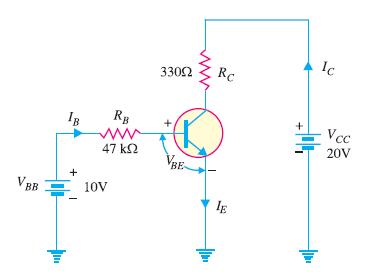 330Ω R_C
I_C
I_B
R_B
+
47 kΩ
V_BE
–
+
–
V_CC
20V
V_BB
+
–
10V
I_E